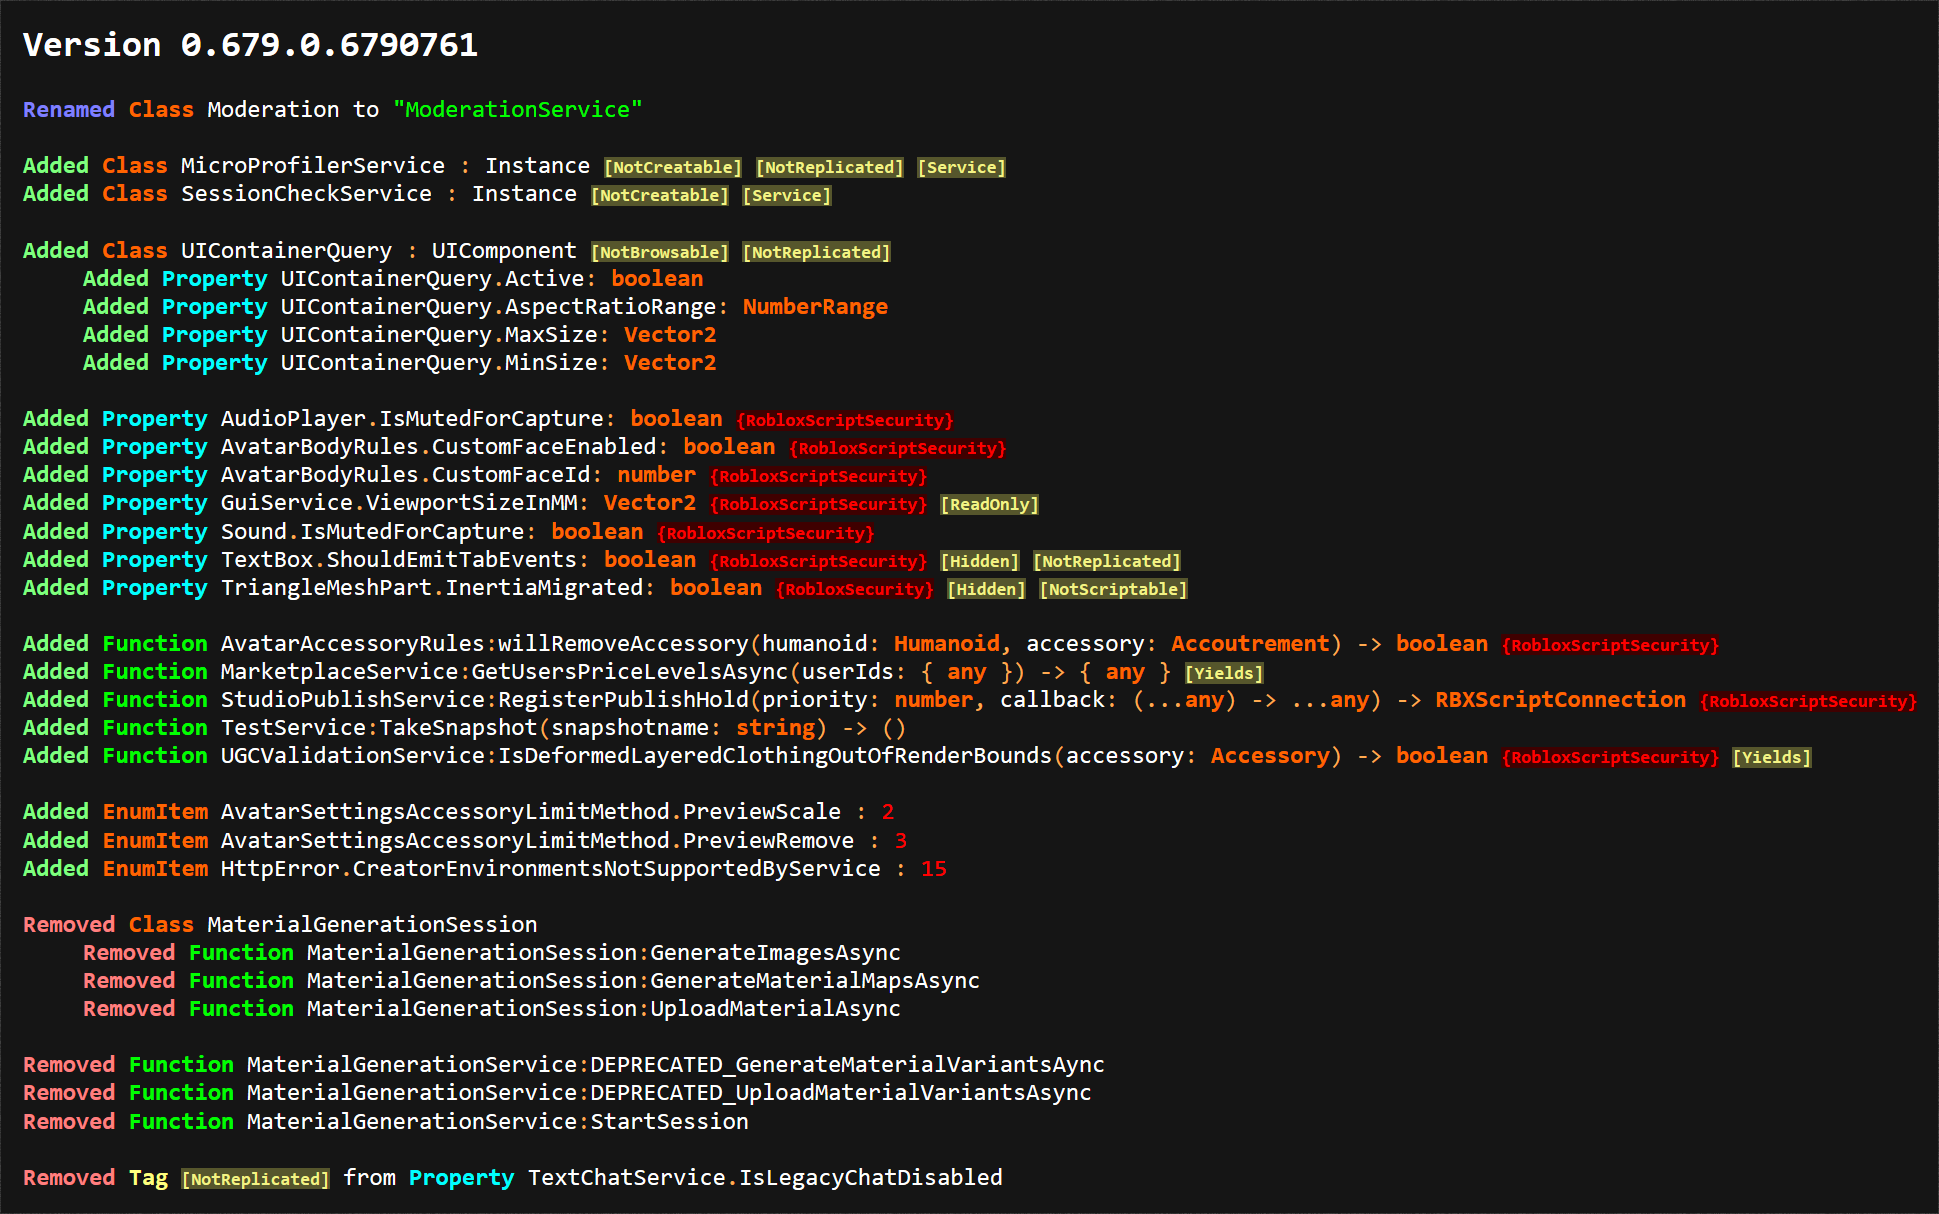 Version 0.679.0.6790761
Renamed Class Moderation to "ModerationService"
Added Class MicroProfilerService : Instance [NotCreatable] [NotReplicated] [Service]
Added Class SessionCheckService : Instance [NotCreatable] [Service]
Added Class UIContainerQuery : UIComponent [NotBrowsable] [NotReplicated]
Added Property UIContainerQuery.Active: boolean
Added Property UIContainerQuery.AspectRatioRange: NumberRange
Added Property UIContainerQuery.MaxSize: Vector2
Added Property UIContainerQuery.MinSize: Vector2
Added Property AudioPlayer.IsMutedForCapture: boolean {RobloxScriptSecurity}
Added Property AvatarBodyRules.CustomFaceEnabled: boolean {RobloxScriptSecurity}
Added Property AvatarBodyRules.CustomFaceId: number {RobloxScriptSecurity}
Added Property GuiService.ViewportSizeInMM: Vector2 {RobloxScriptSecurity} [ReadOnly]
Added Property Sound.IsMutedForCapture: boolean {RobloxScriptSecurity}
Added Property TextBox.ShouldEmitTabEvents: boolean {RobloxScriptSecurity} [Hidden] [NotReplicated]
Added Property TriangleMeshPart.InertiaMigrated: boolean {RobloxSecurity} [Hidden] [NotScriptable]
Added Function AvatarAccessoryRules:willRemoveAccessory(humanoid: Humanoid, accessory: Accoutrement) -> boolean {RobloxScriptSecurity}
Added Function MarketplaceService:GetUsersPriceLevelsAsync(userIds: { any }) -> { any } [Yields]
Added Function StudioPublishService:RegisterPublishHold(priority: number, callback: (...any) -> ...any) -> RBXScriptConnection {RobloxScriptSecurity}
Added Function TestService:TakeSnapshot(snapshotname: string) -> ()
Added Function UGCValidationService:IsDeformedLayeredClothingOutOfRenderBounds(accessory: Accessory) -> boolean {RobloxScriptSecurity} [Yields]
Added EnumItem AvatarSettingsAccessoryLimitMethod.PreviewScale : 2
Added EnumItem AvatarSettingsAccessoryLimitMethod.PreviewRemove : 3
Added EnumItem HttpError.CreatorEnvironmentsNotSupportedByService : 15
Removed Class MaterialGenerationSession
Removed Function MaterialGenerationSession:GenerateImagesAsync
Removed Function MaterialGenerationSession:GenerateMaterialMapsAsync
Removed Function MaterialGenerationSession:UploadMaterialAsync
Removed Function MaterialGenerationService:DEPRECATED_GenerateMaterialVariantsAync
Removed Function MaterialGenerationService:DEPRECATED_UploadMaterialVariantsAsync
Removed Function MaterialGenerationService:StartSession
Removed Tag [NotReplicated] from Property TextChatService.IsLegacyChatDisabled